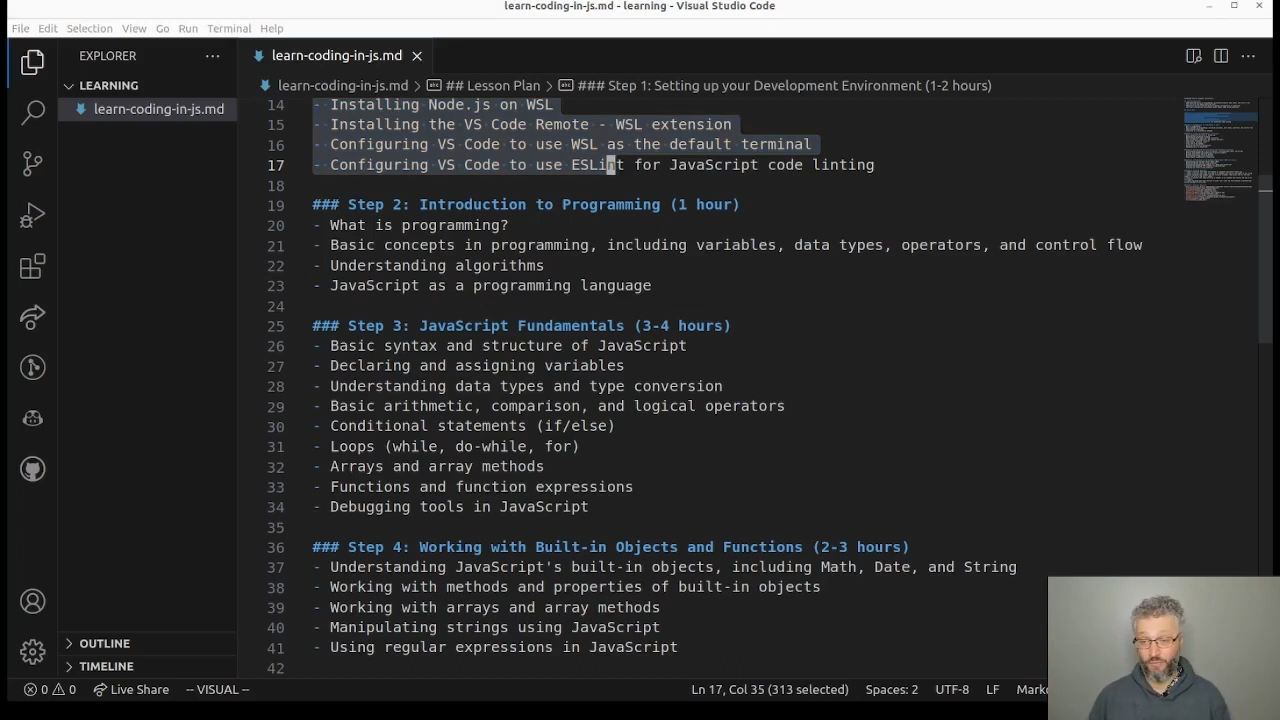 learn-coding-in-js.md - learning - Visual Studio Code
File Edit Selection View Go Run Terminal Help
EXPLORER
learn-coding-in-js.md
LEARNING
learn-coding-in-js.md > ## Lesson Plan > ### Step 1: Setting up your Development Environment (1-2 hours)
learn-coding-in-js.md
14 - Installing Node.js on WSL
15 - Installing the VS Code Remote - WSL extension
16 - Configuring VS Code to use WSL as the default terminal
17 - Configuring VS Code to use ESLint for JavaScript code linting
18
19 ### Step 2: Introduction to Programming (1 hour)
20 - What is programming?
21 - Basic concepts in programming, including variables, data types, operators, and control flow
22 - Understanding algorithms
23 - JavaScript as a programming language
24
25 ### Step 3: JavaScript Fundamentals (3-4 hours)
26 - Basic syntax and structure of JavaScript
27 - Declaring and assigning variables
28 - Understanding data types and type conversion
29 - Basic arithmetic, comparison, and logical operators
30 - Conditional statements (if/else)
31 - Loops (while, do-while, for)
32 - Arrays and array methods
33 - Functions and function expressions
34 - Debugging tools in JavaScript
35
36 ### Step 4: Working with Built-in Objects and Functions (2-3 hours)
37 - Understanding JavaScript's built-in objects, including Math, Date, and String
38 - Working with methods and properties of built-in objects
39 - Working with arrays and array methods
40 - Manipulating strings using JavaScript
41 - Using regular expressions in JavaScript
42
OUTLINE
TIMELINE
0 0 Live Share -- VISUAL -- Ln 17, Col 35 (313 selected) Spaces: 2 UTF-8 LF